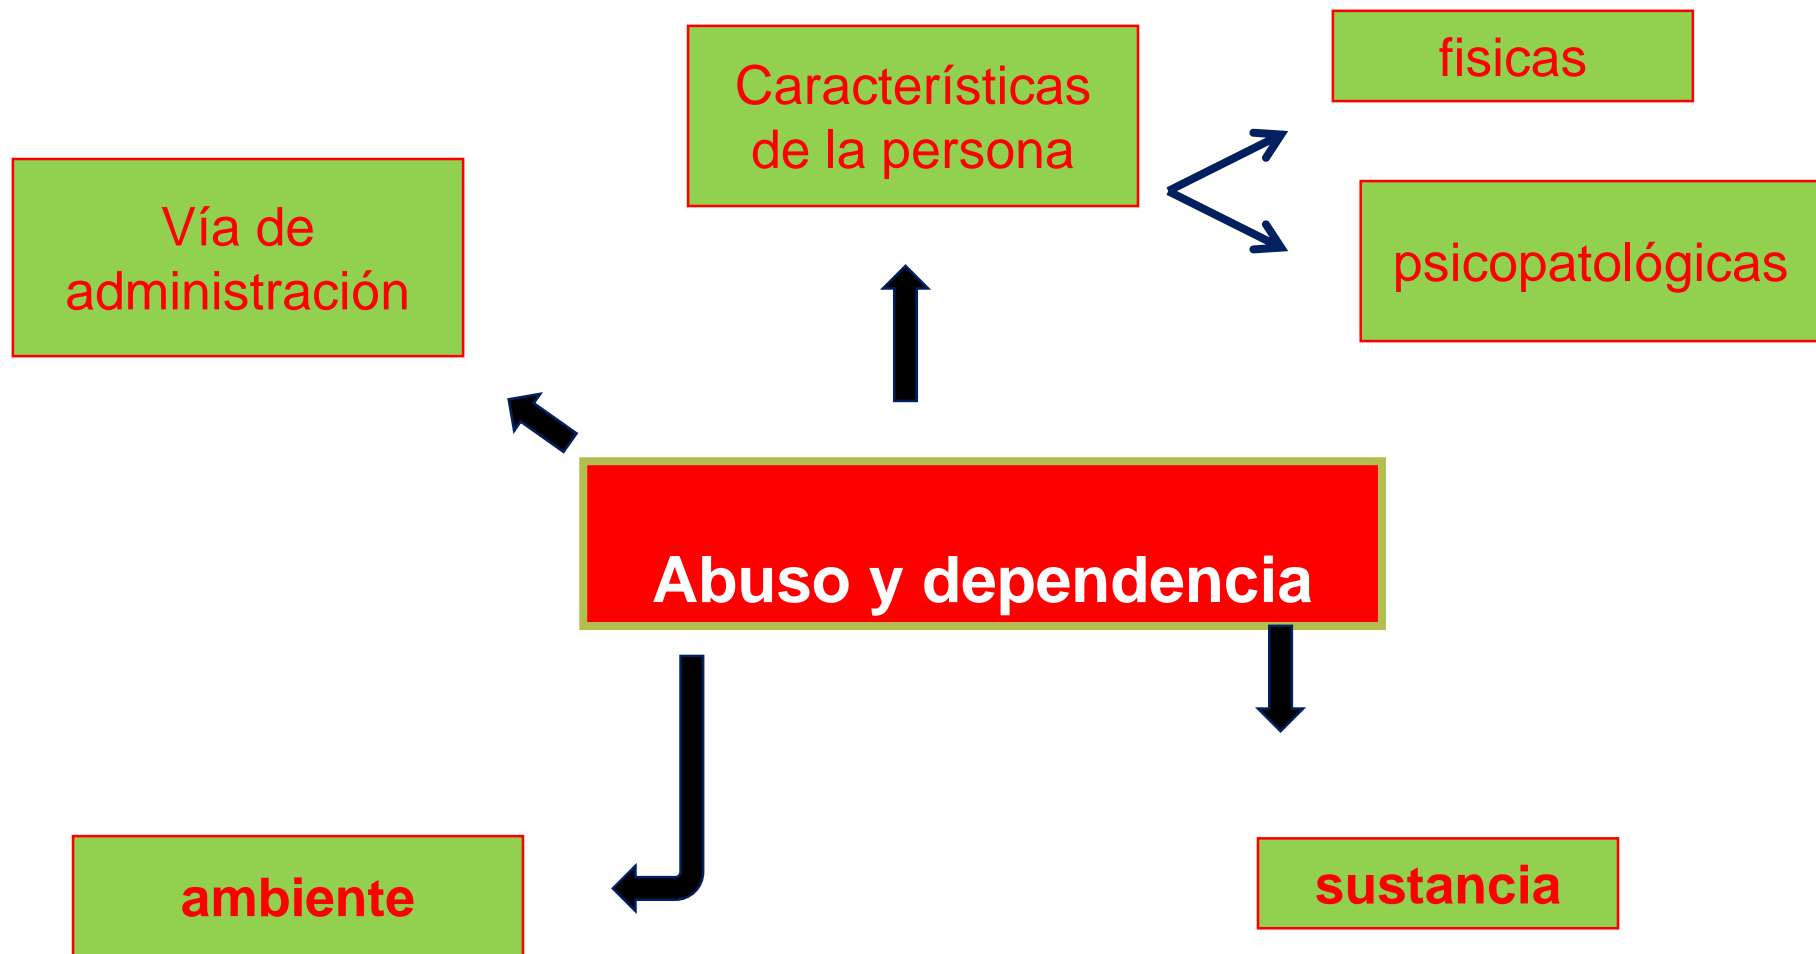 fisicas
Características
de la persona
Vía de
administración
psicopatológicas
Abuso y dependencia
ambiente
sustancia